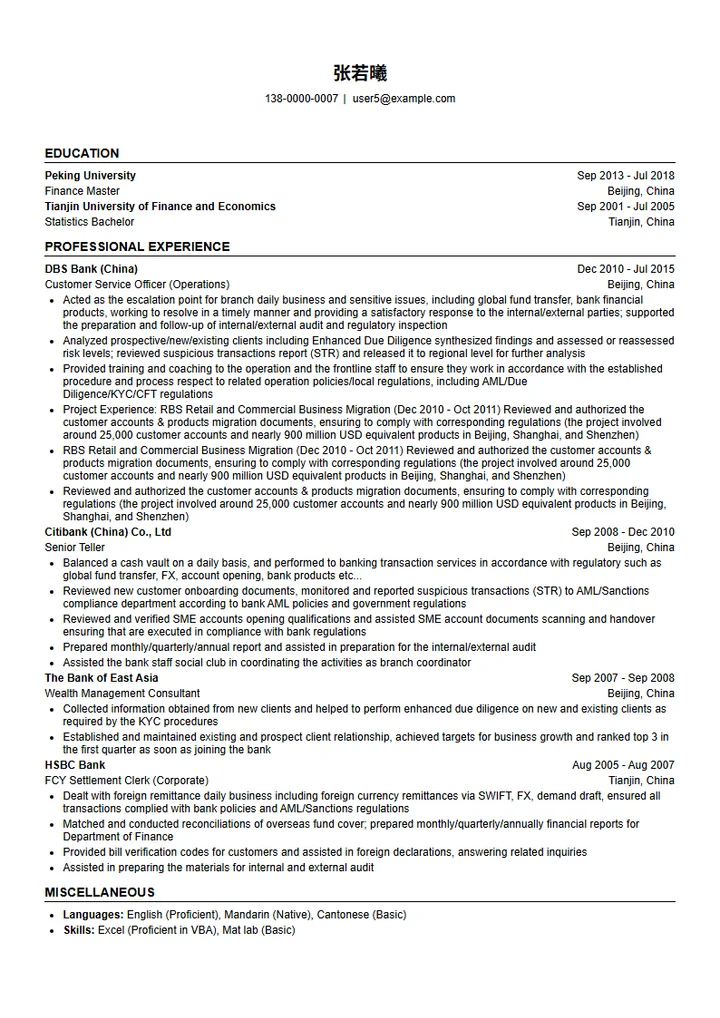 张若曦
138-0000-0007 | user5@example.com
EDUCATION
Peking University Sep 2013 - Jul 2018
Finance Master Beijing, China
Tianjin University of Finance and Economics Sep 2001 - Jul 2005
Statistics Bachelor Tianjin, China
PROFESSIONAL EXPERIENCE
DBS Bank (China) Dec 2010 - Jul 2015
Customer Service Officer (Operations) Beijing, China
• Acted as the escalation point for branch daily business and sensitive issues, including global fund transfer, bank financial
products, working to resolve in a timely manner and providing a satisfactory response to the internal/external parties; supported
the preparation and follow-up of internal/external audit and regulatory inspection
• Analyzed prospective/new/existing clients including Enhanced Due Diligence synthesized findings and assessed or reassessed
risk levels; reviewed suspicious transactions report (STR) and released it to regional level for further analysis
• Provided training and coaching to the operation and the frontline staff to ensure they work in accordance with the established
procedure and process respect to related operation policies/local regulations, including AML/Due
Diligence/KYC/CFT regulations
• Project Experience: RBS Retail and Commercial Business Migration (Dec 2010 - Oct 2011) Reviewed and authorized the
customer accounts & products migration documents, ensuring to comply with corresponding regulations (the project involved
around 25,000 customer accounts and nearly 900 million USD equivalent products in Beijing, Shanghai, and Shenzhen)
• RBS Retail and Commercial Business Migration (Dec 2010 - Oct 2011) Reviewed and authorized the customer accounts &
products migration documents, ensuring to comply with corresponding regulations (the project involved around 25,000
customer accounts and nearly 900 million USD equivalent products in Beijing, Shanghai, and Shenzhen)
• Reviewed and authorized the customer accounts & products migration documents, ensuring to comply with corresponding
regulations (the project involved around 25,000 customer accounts and nearly 900 million USD equivalent products in Beijing,
Shanghai, and Shenzhen)
Citibank (China) Co., Ltd Sep 2008 - Dec 2010
Senior Teller Beijing, China
• Balanced a cash vault on a daily basis, and performed to banking transaction services in accordance with regulatory such as
global fund transfer, FX, account opening, bank products etc...
• Reviewed new customer onboarding documents, monitored and reported suspicious transactions (STR) to AML/Sanctions
compliance department according to bank AML policies and government regulations
• Reviewed and verified SME accounts opening qualifications and assisted SME account documents scanning and handover
ensuring that are executed in compliance with bank regulations
• Prepared monthly/quarterly/annual report and assisted in preparation for the internal/external audit
• Assisted the bank staff social club in coordinating the activities as branch coordinator
The Bank of East Asia Sep 2007 - Sep 2008
Wealth Management Consultant Beijing, China
• Collected information obtained from new clients and helped to perform enhanced due diligence on new and existing clients as
required by the KYC procedures
• Established and maintained existing and prospect client relationship, achieved targets for business growth and ranked top 3 in
the first quarter as soon as joining the bank
HSBC Bank Aug 2005 - Aug 2007
FCY Settlement Clerk (Corporate) Tianjin, China
• Dealt with foreign remittance daily business including foreign currency remittances via SWIFT, FX, demand draft, ensured all
transactions complied with bank policies and AML/Sanctions regulations
• Matched and conducted reconciliations of overseas fund cover; prepared monthly/quarterly/annually financial reports for
Department of Finance
• Provided bill verification codes for customers and assisted in foreign declarations, answering related inquiries
• Assisted in preparing the materials for internal and external audit
MISCELLANEOUS
• Languages: English (Proficient), Mandarin (Native), Cantonese (Basic)
• Skills: Excel (Proficient in VBA), Mat lab (Basic)